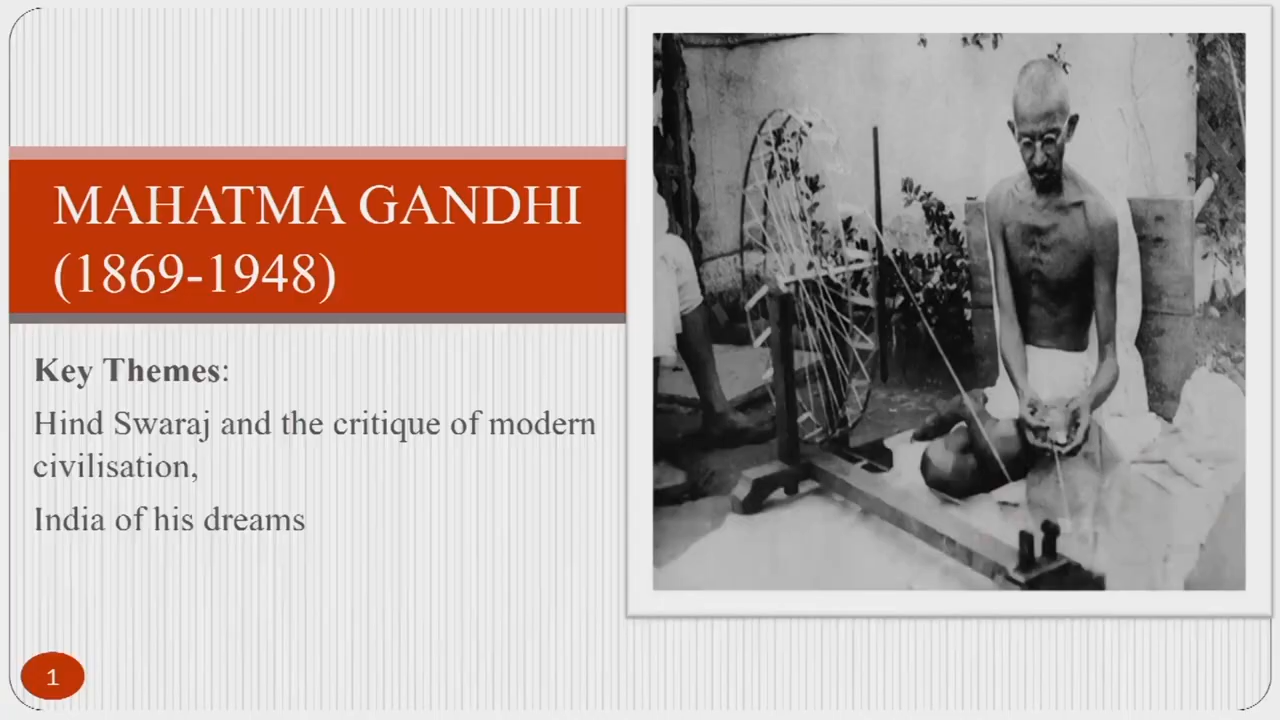 MAHATMA GANDHI
(1869-1948)
Key Themes:
Hind Swaraj and the critique of modern
civilisation,
India of his dreams
1